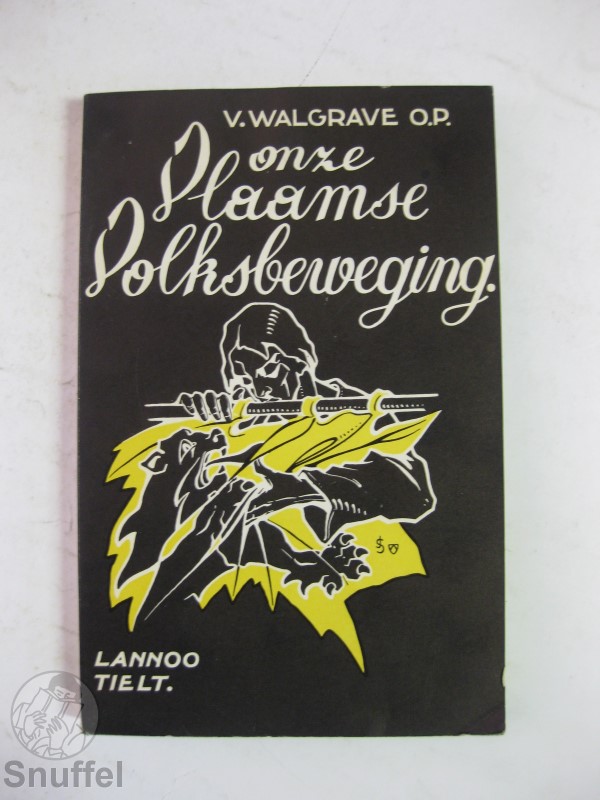 V. WALGRAVE O.P.
onze
Vlaamse
Volksbeweging.
LANNOO
TIELT.
Snuffel